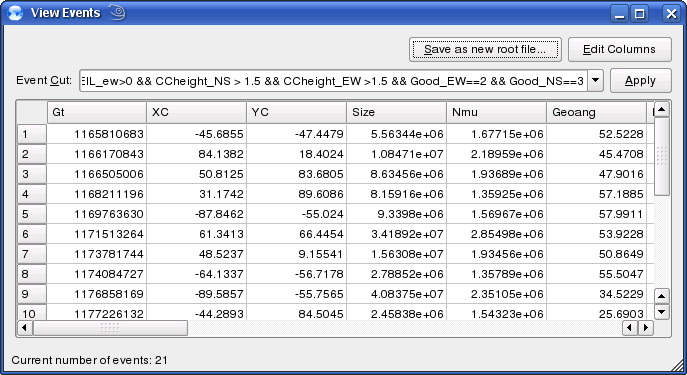 View Events
Save as new root file... Edit Columns
Event Cut: IL_ew>0 && CCheight_NS > 1.5 && CCheight_EW >1.5 && Good_EW==2 && Good_NS==3 Apply
Gt XC YC Size Nmu Geoang
1 1165810683 -45.6855 -47.4479 5.56344e+06 1.67715e+06 52.5228
2 1166170843 84.1382 18.4024 1.08471e+07 2.18959e+06 45.4708
3 1166505006 50.8125 83.6805 8.63456e+06 1.93689e+06 47.9016
4 1168211196 31.1742 89.6086 8.15916e+06 1.35925e+06 57.1885
5 1169763630 -87.8462 -55.024 9.3398e+06 1.56967e+06 57.9911
6 1171513264 61.3413 66.4454 3.41892e+07 2.85498e+06 53.9228
7 1173781744 48.5237 9.15541 1.56308e+07 1.93456e+06 50.8649
8 1174084727 -64.1337 -56.7178 2.78852e+06 1.35789e+06 55.5047
9 1176858169 -89.5857 -55.7565 4.08375e+07 2.35105e+06 34.5229
10 1177226132 -44.2893 84.5045 2.45838e+06 1.54323e+06 25.6903
Current number of events: 21